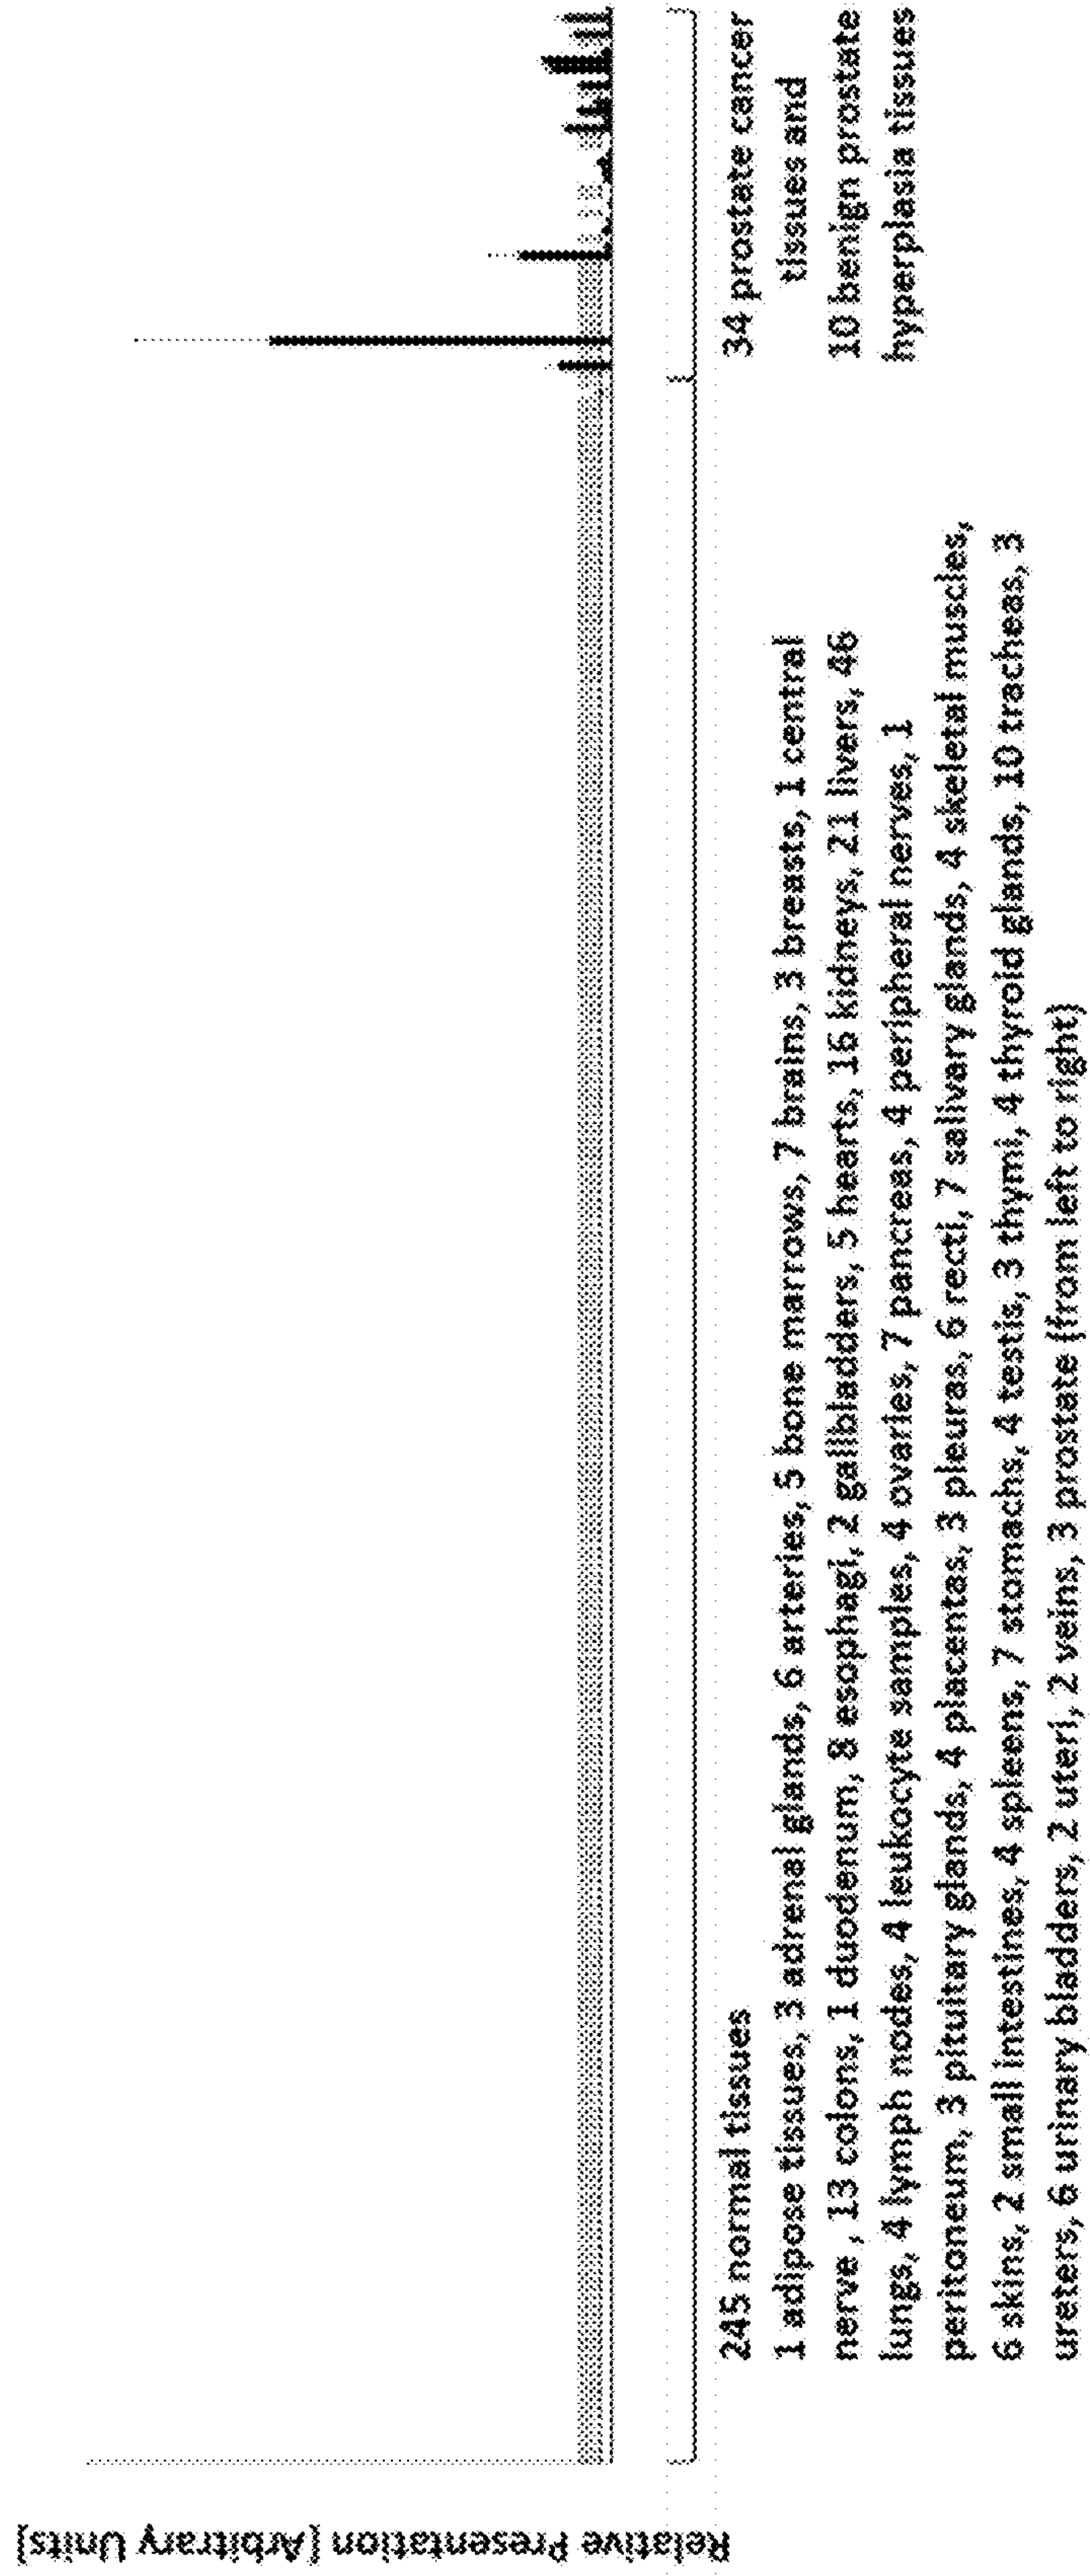 Relative Presentation [Arbitrary Units]
245 normal tissues
1 adipose tissues, 3 adrenal glands, 6 arteries, 5 bone marrows, 7 brains, 3 breasts, 1 central
nerve , 13 colons, 1 duodenum, 8 esophagi, 2 gallbladders, 5 hearts, 16 kidneys, 21 livers, 46
lungs, 4 lymph nodes, 4 leukocyte samples, 4 ovaries, 7 pancreas, 4 peripheral nerves, 1
peritoneum, 3 pituitary glands, 4 placentas, 3 pleuras, 6 recti, 7 salivary glands, 4 skeletal muscles,
6 skins, 2 small intestines, 4 spleens, 7 stomachs, 4 testis, 3 thymi, 4 thyroid glands, 10 tracheas, 3
ureters, 6 urinary bladders, 2 uteri, 2 veins, 3 prostate (from left to right)
34 prostate cancer
tissues and
10 benign prostate
hyperplasia tissues